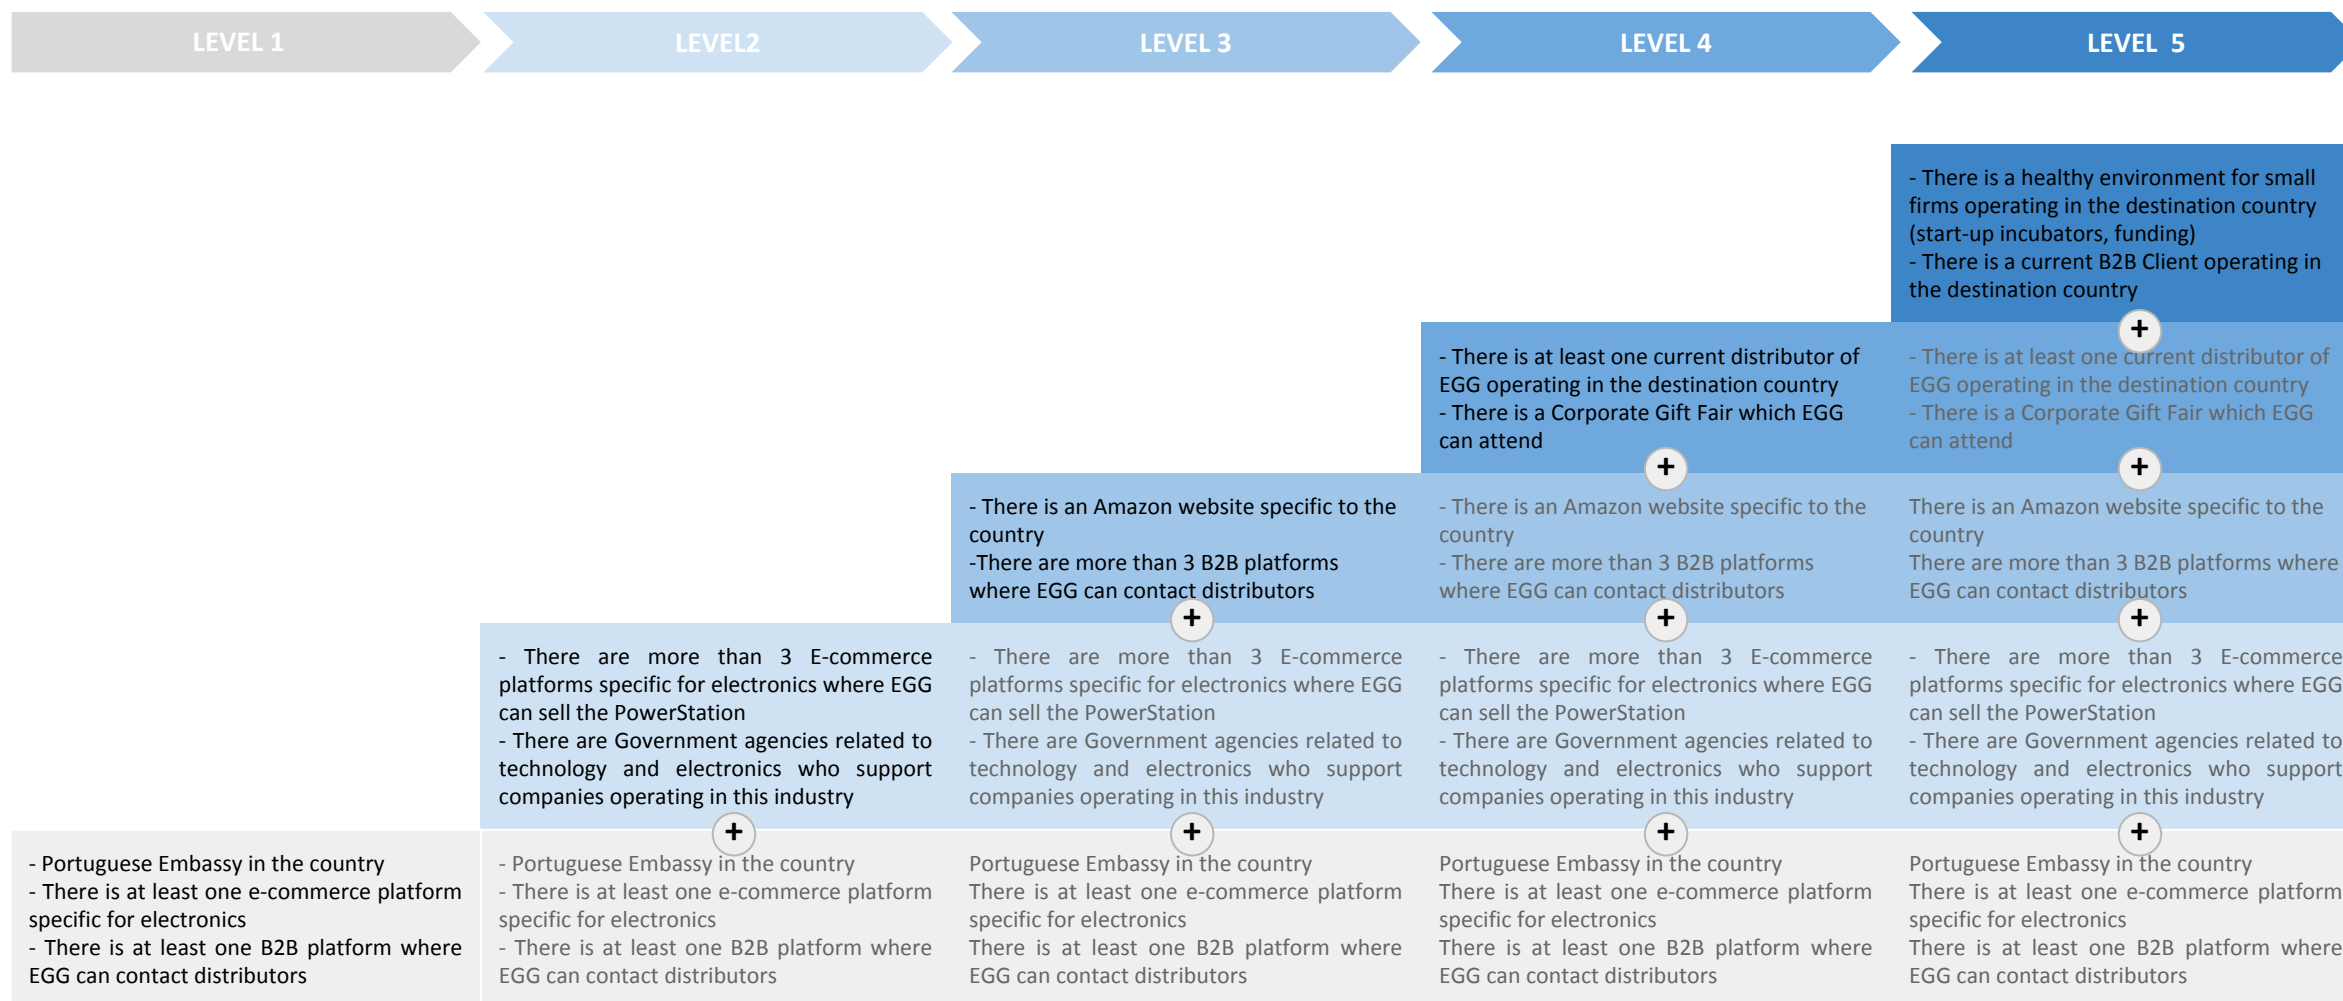 LEVEL 1
LEVEL2
LEVEL 3
LEVEL 4
LEVEL 5
- There is a healthy environment for small
firms operating in the destination country
(start-up incubators, funding)
- There is a current B2B Client operating in
the destination country
+
- There is at least one current distributor of
EGG operating in the destination country
- There is a Corporate Gift Fair which EGG
can attend
+
- There is at least one current distributor of
EGG operating in the destination country
- There is a Corporate Gift Fair which EGG
can attend
+
- There is an Amazon website specific to the
country
-There are more than 3 B2B platforms
where EGG can contact distributors
+
- There is an Amazon website specific to the
country
- There are more than 3 B2B platforms
where EGG can contact distributors
+
There is an Amazon website specific to the
country
There are more than 3 B2B platforms where
EGG can contact distributors
+
- There are more than 3 E-commerce
platforms specific for electronics where EGG
can sell the PowerStation
- There are Government agencies related to
technology and electronics who support
companies operating in this industry
+
- There are more than 3 E-commerce
platforms specific for electronics where EGG
can sell the PowerStation
- There are Government agencies related to
technology and electronics who support
companies operating in this industry
+
- There are more than 3 E-commerce
platforms specific for electronics where EGG
can sell the PowerStation
- There are Government agencies related to
technology and electronics who support
companies operating in this industry
+
- There are more than 3 E-commerce
platforms specific for electronics where EGG
can sell the PowerStation
- There are Government agencies related to
technology and electronics who support
companies operating in this industry
+
- Portuguese Embassy in the country
- There is at least one e-commerce platform
specific for electronics
- There is at least one B2B platform where
EGG can contact distributors
- Portuguese Embassy in the country
- There is at least one e-commerce platform
specific for electronics
- There is at least one B2B platform where
EGG can contact distributors
Portuguese Embassy in the country
There is at least one e-commerce platform
specific for electronics
There is at least one B2B platform where
EGG can contact distributors
Portuguese Embassy in the country
There is at least one e-commerce platform
specific for electronics
There is at least one B2B platform where
EGG can contact distributors
Portuguese Embassy in the country
There is at least one e-commerce platform
specific for electronics
There is at least one B2B platform where
EGG can contact distributors